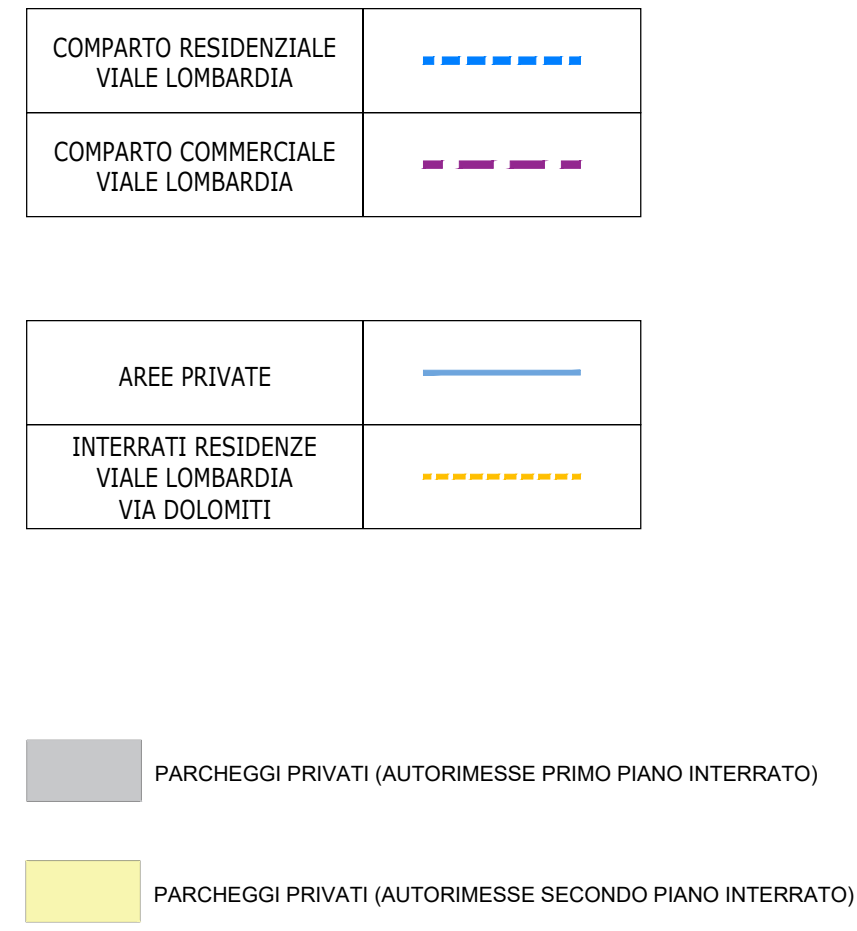 COMPARTO RESIDENZIALE
VIALE LOMBARDIA
COMPARTO COMMERCIALE
VIALE LOMBARDIA
AREE PRIVATE
INTERRATI RESIDENZE
VIALE LOMBARDIA
VIA DOLOMITI
PARCHEGGI PRIVATI (AUTORIMESSE PRIMO PIANO INTERRATO)
PARCHEGGI PRIVATI (AUTORIMESSE SECONDO PIANO INTERRATO)